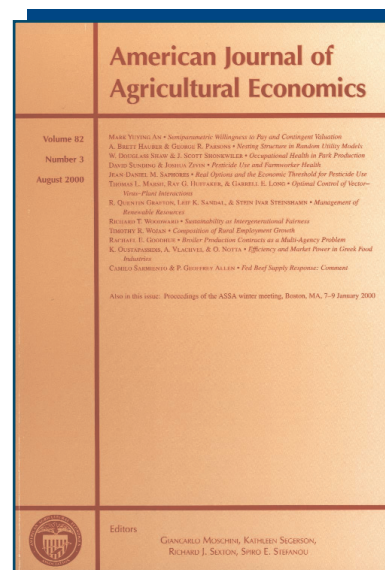 American Journal of
Agricultural Economics
Volume 82
Number 3
August 2000
MARK YUYING AN • Semiparametric Willingness to Pay and Contingent Valuation
A. BRETT HAUBER & GEORGE R. PARSONS • Nesting Structure in Random Utility Models
W. DOUGLASS SHAW & J. SCOTT SHONKWILER • Occupational Health in Pork Production
DAVID SUNDING & JOSHUA ZIVIN • Pesticide Use and Farmworker Health
JEAN DANIEL M. SAPHORES • Real Options and the Economic Threshold for Pesticide Use
THOMAS L. MARSH, RAY G. HUFFAKER, & GARRELL E. LONG • Optimal Control of Vector–
Virus–Plant Interactions
R. QUENTIN GRAFTON, LEIF K. SANDAL, & STEIN IVAR STEINSHAMN • Management of
Renewable Resources
RICHARD T. WOODWARD • Sustainability as Intergenerational Fairness
TIMOTHY R. WOJAN • Composition of Rural Employment Growth
RACHAEL E. GOODHUE • Broiler Production Contracts as a Multi-Agency Problem
K. OUSTAPASSIDIS, A. VLACHVEI, & O. NOTTA • Efficiency and Market Power in Greek Food
Industries
CAMILO SARMIENTO & P. GEOFFREY ALLEN • Fed Beef Supply Response: Comment
Also in this issue: Proceedings of the ASSA winter meeting, Boston, MA, 7–9 January 2000
Editors
GIANCARLO MOSCHINI, KATHLEEN SEGERSON,
RICHARD J. SEXTON, SPIRO E. STEFANOU